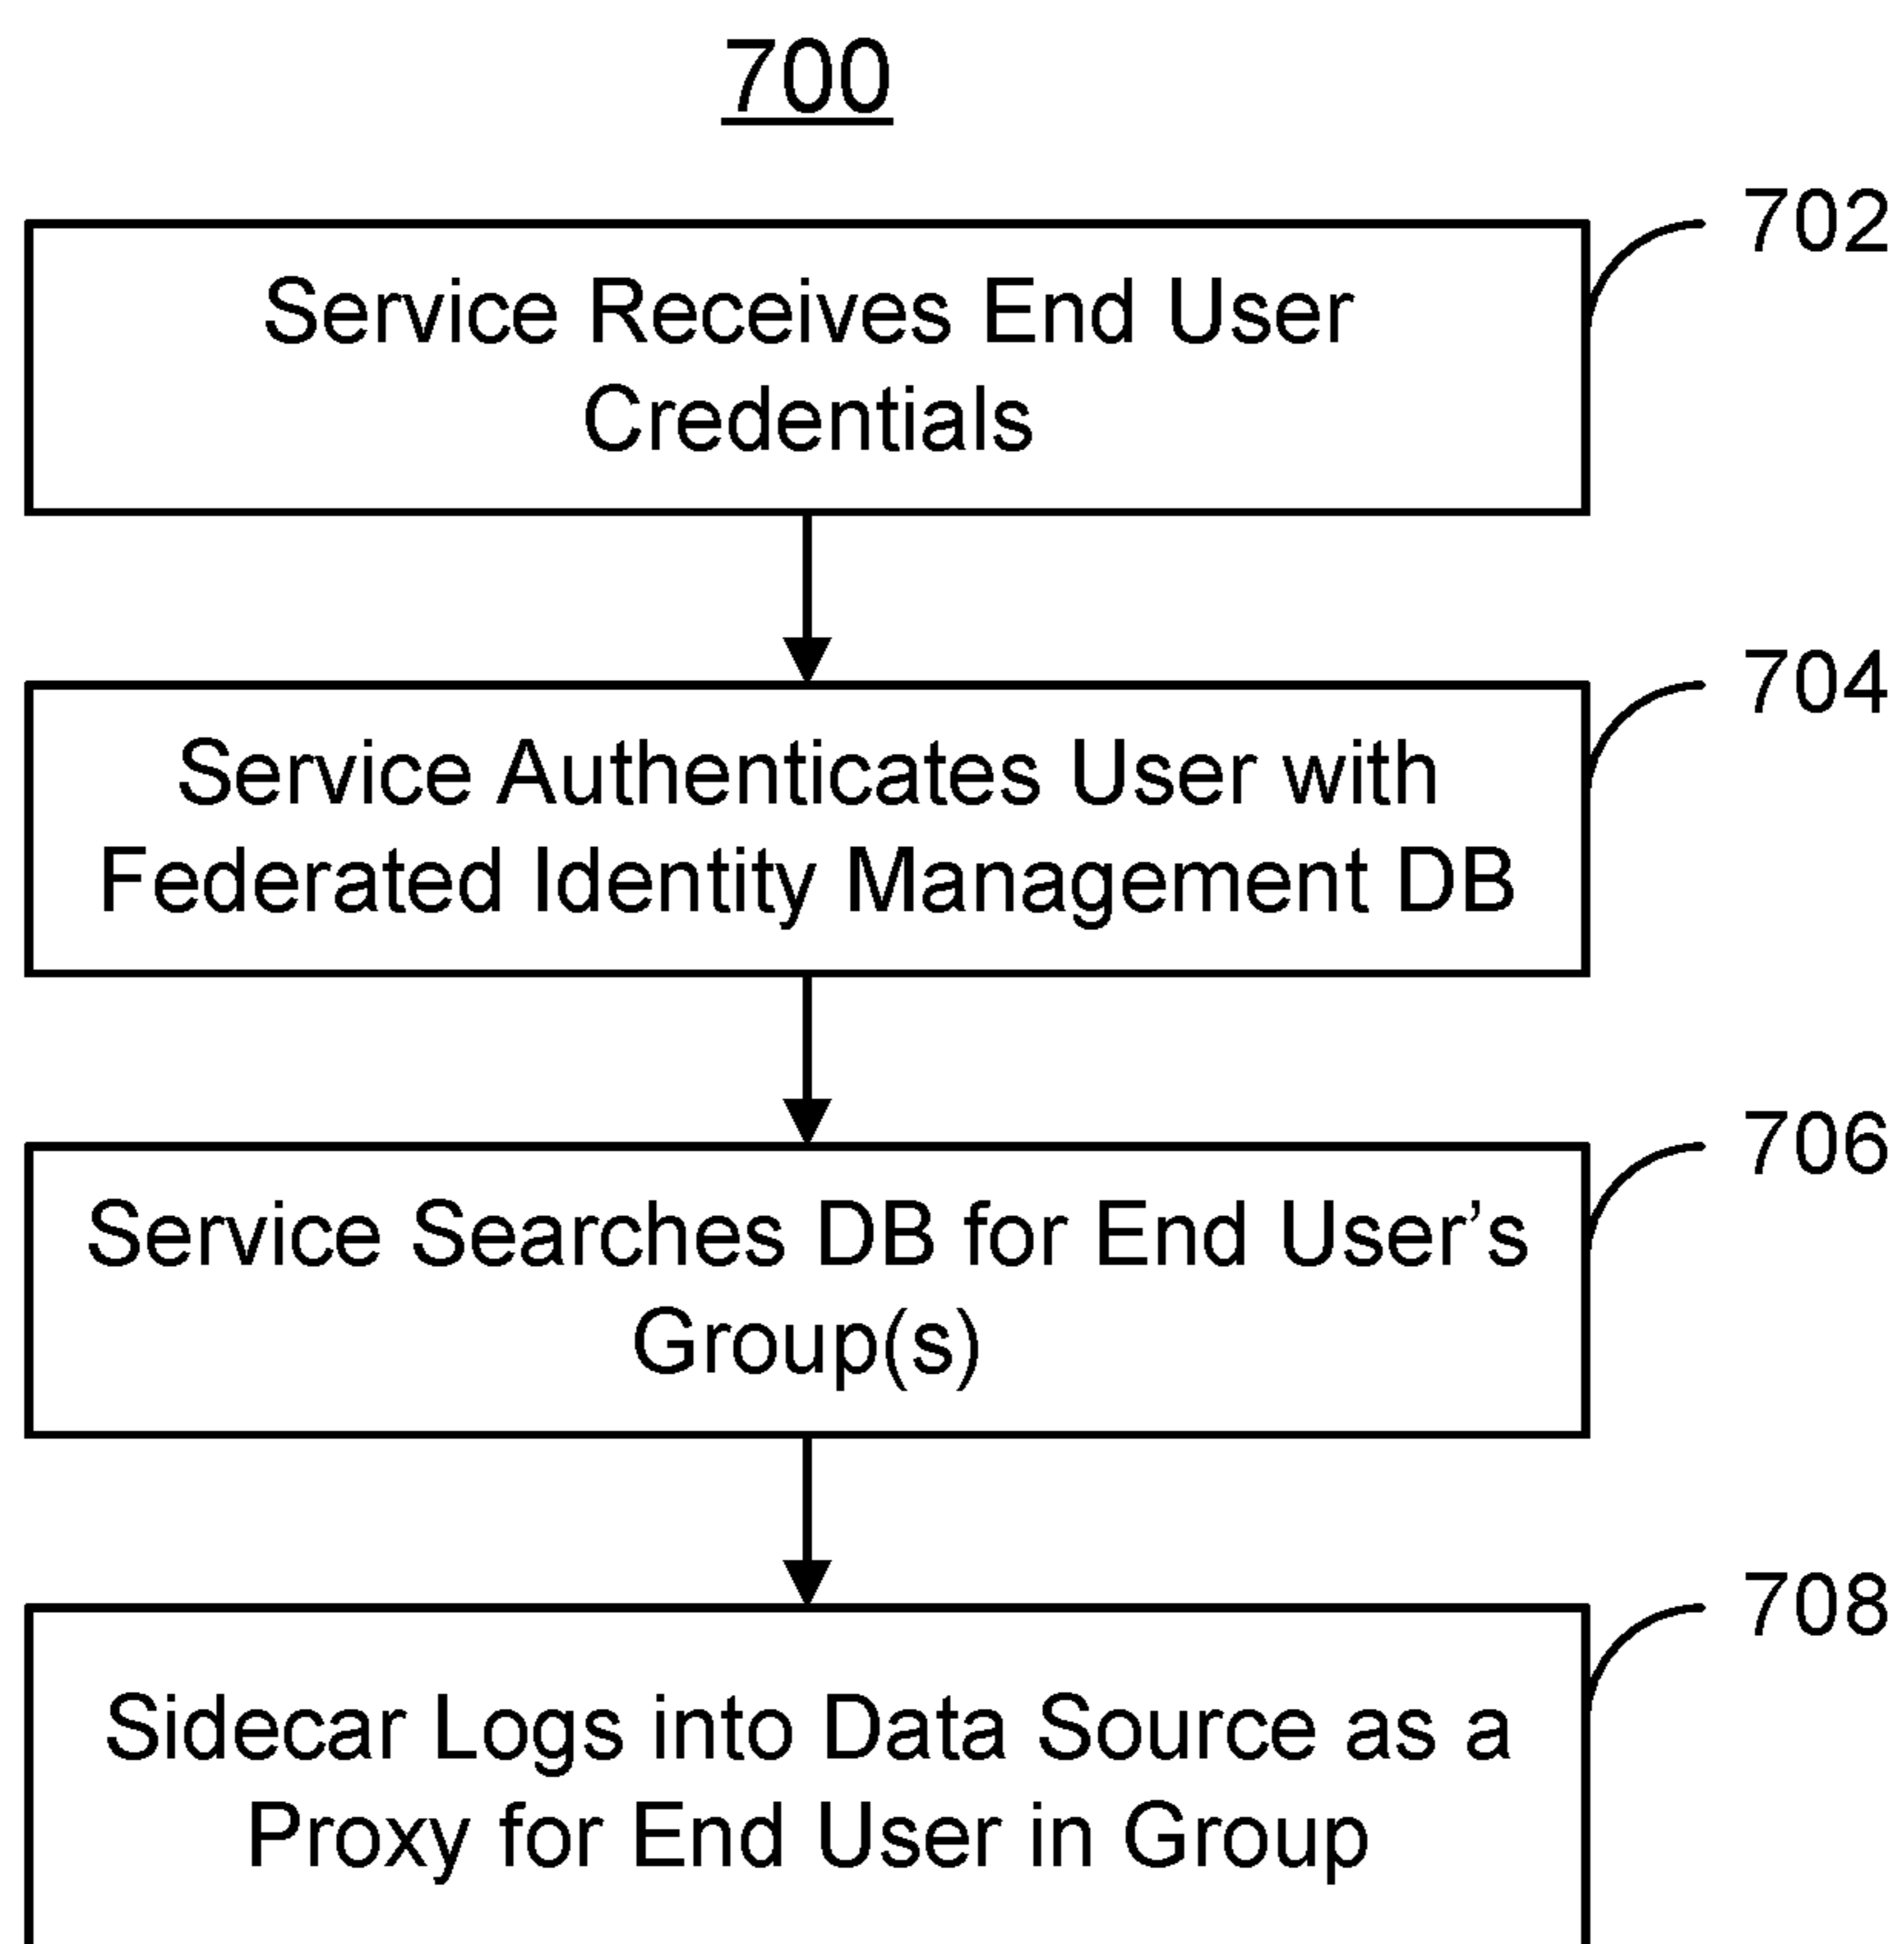 700
702
Service Receives End User
Credentials
704
Service Authenticates User with
Federated Identity Management DB
706
Service Searches DB for End User’s
Group(s)
708
Sidecar Logs into Data Source as a
Proxy for End User in Group